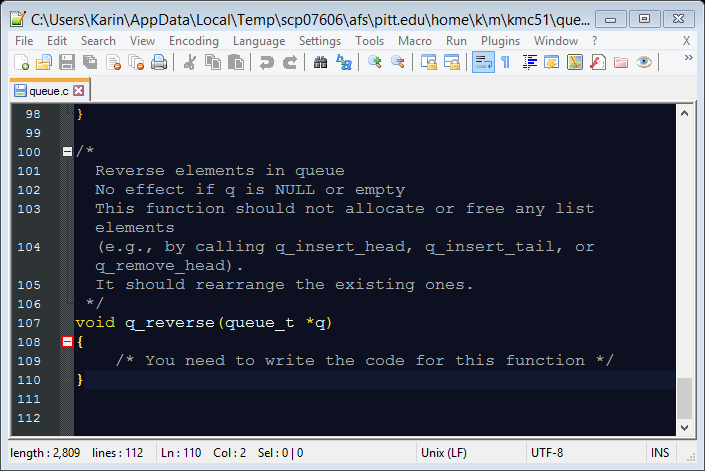 C:\Users\Karin\AppData\Local\Temp\scp07606\afs\pitt.edu\home\k\m\kmc51\que...
File Edit Search View Encoding Language Settings Tools Macro Run Plugins Window ? X
queue.c
98 }
99
100 /*
101 Reverse elements in queue
102 No effect if q is NULL or empty
103 This function should not allocate or free any list
elements
104 (e.g., by calling q_insert_head, q_insert_tail, or
q_remove_head).
105 It should rearrange the existing ones.
106 */
107 void q_reverse(queue_t *q)
108 {
109 /* You need to write the code for this function */
110 }
111
112
length : 2,809 lines : 112 Ln : 110 Col : 2 Sel : 0 | 0 Unix (LF) UTF-8 INS